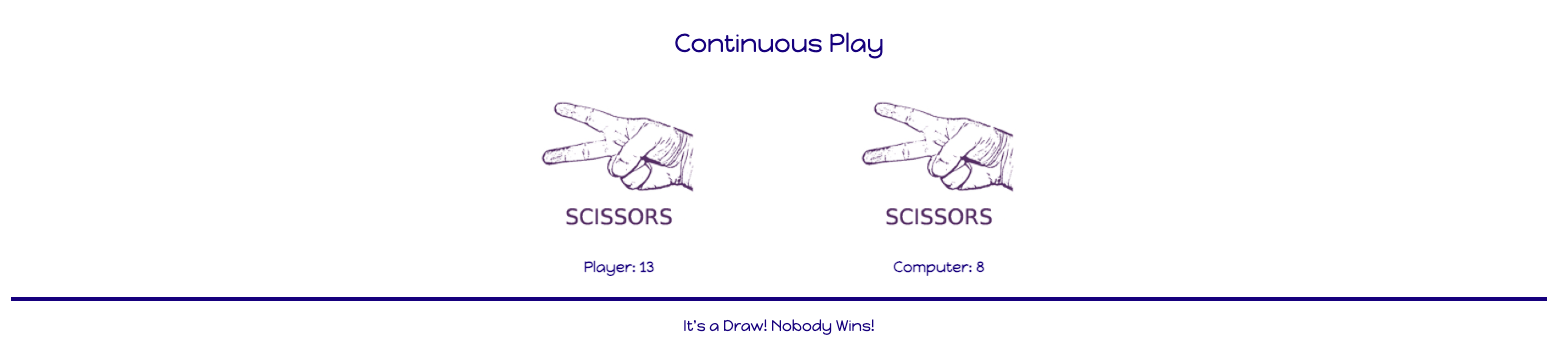 Continuous Play
SCISSORS
SCISSORS
Player: 13
Computer: 8
It's a Draw! Nobody Wins!